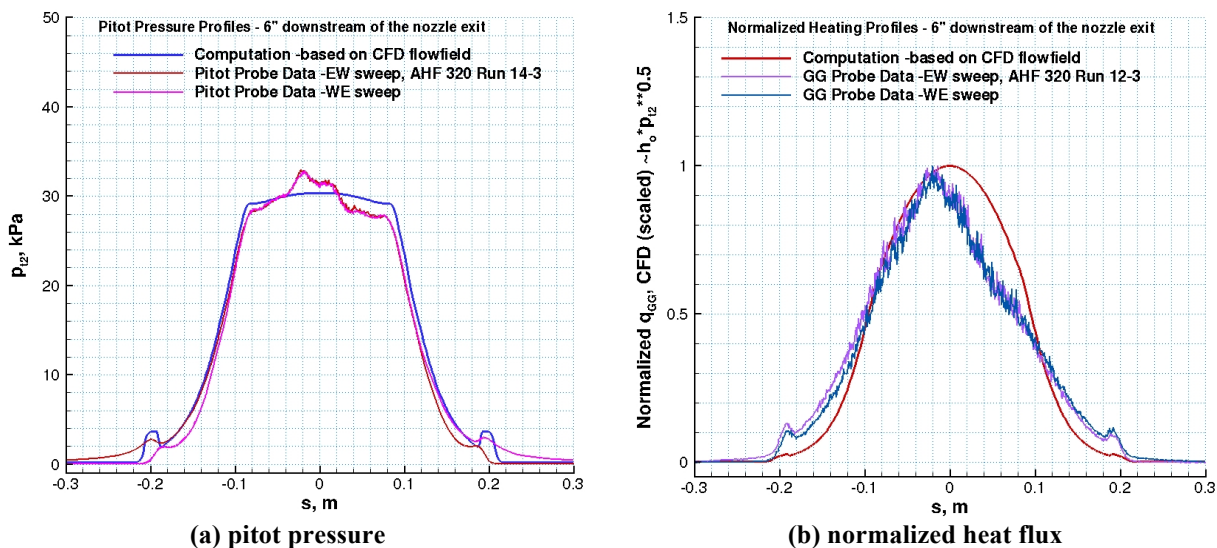 Pitot Pressure Profiles - 6" downstream of the nozzle exit
Computation -based on CFD flowfield
Pitot Probe Data -EW sweep, AHF 320 Run 14-3
Pitot Probe Data -WE sweep
50
40
30
20
10
0
pt2, kPa
-0.3
-0.2
-0.1
0
0.1
0.2
0.3
s, m
(a) pitot pressure
Normalized Heating Profiles - 6" downstream of the nozzle exit
Computation -based on CFD flowfield
GG Probe Data -EW sweep, AHF 320 Run 12-3
GG Probe Data -WE sweep
1.5
1
0.5
0
Normalized qGG, CFD (scaled) ~ho*pt2**0.5
-0.3
-0.2
-0.1
0
0.1
0.2
0.3
s, m
(b) normalized heat flux